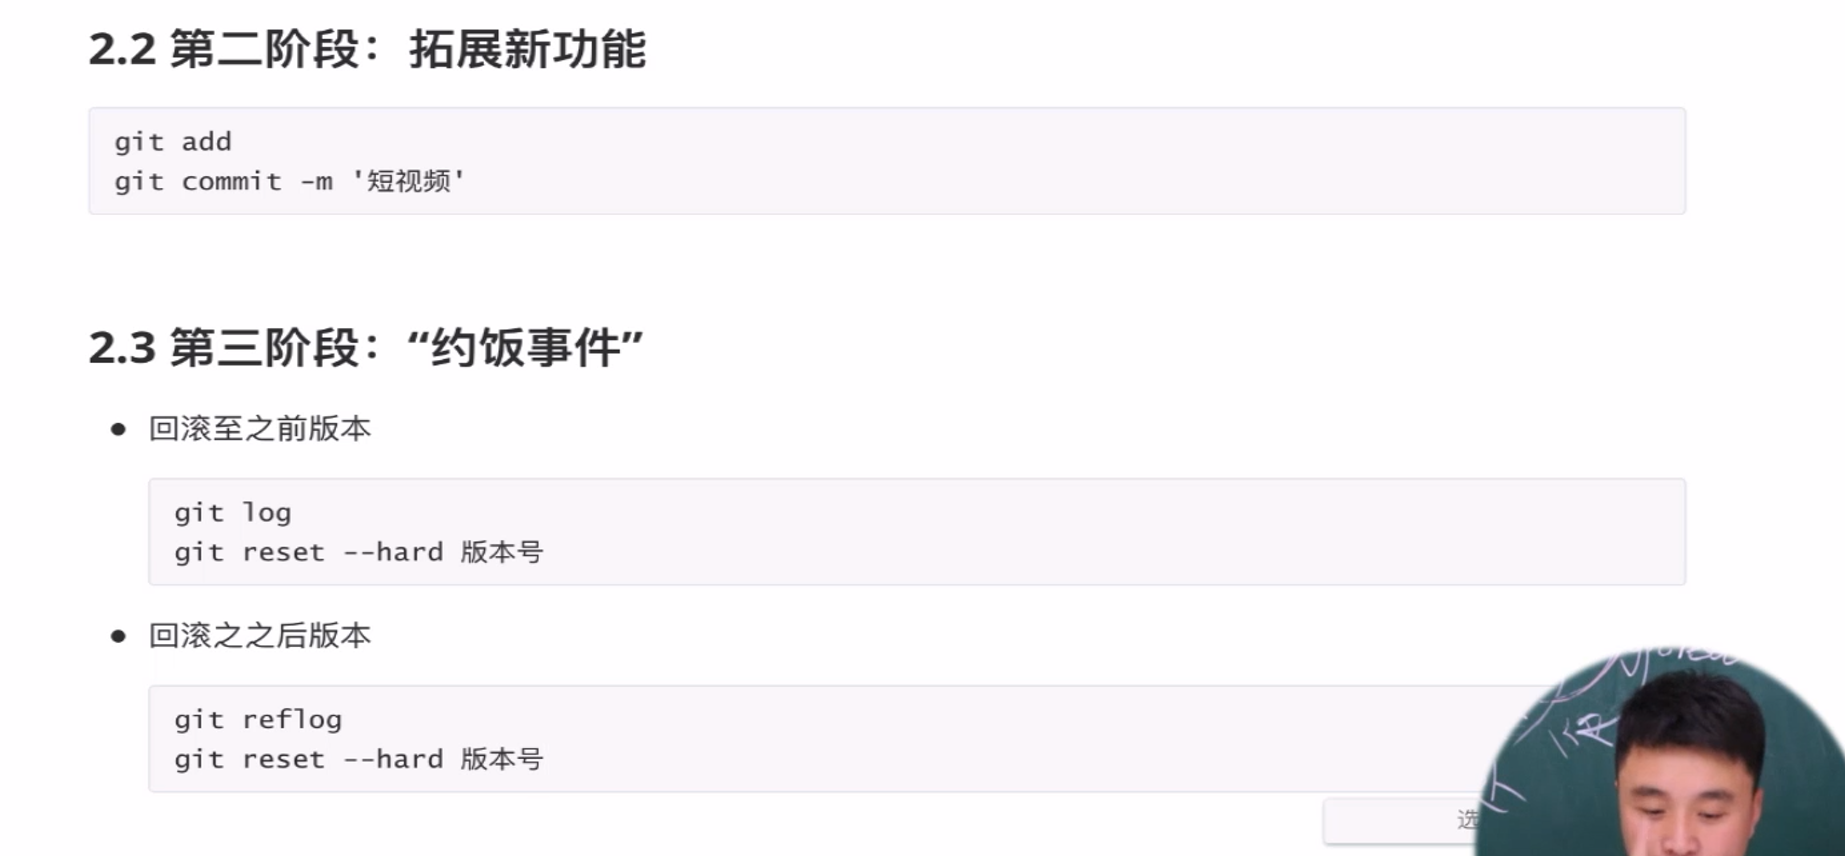 2.2 第二阶段：拓展新功能
git add
git commit -m '短视频'
2.3 第三阶段：“约饭事件”
回滚至之前版本
git log
git reset --hard 版本号
回滚之之后版本
git reflog
git reset --hard 版本号
选